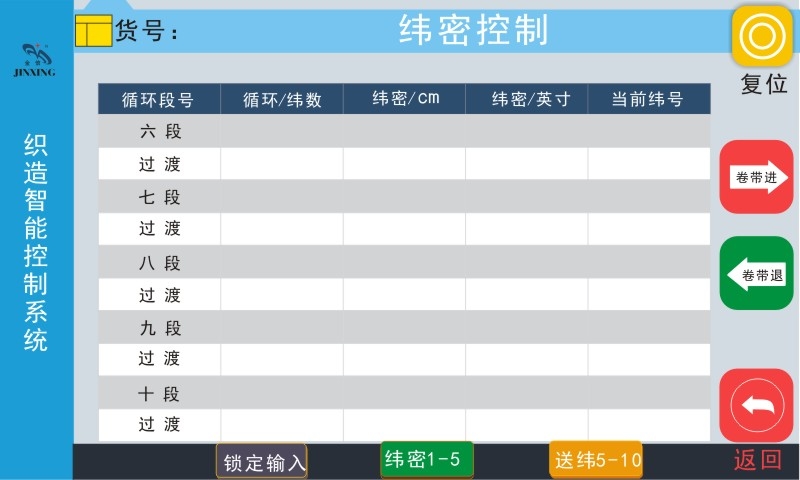 货号：
纬密控制
复位
金星
JINXING
织造智能控制系统
循环段号 循环/纬数 纬密/cm 纬密/英寸 当前纬号
六 段
过 渡
七 段
过 渡
八 段
过 渡
九 段
过 渡
十 段
过 渡
卷带进
卷带退
锁定输入
纬密1-5
送纬5-10
返回